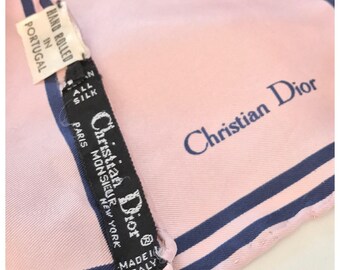 HAND ROLLED
IN
PORTUGAL
ALL
SILK
Christian Dior
MONSIEUR
PARIS NEW YORK
®
MADE IN
ITALY
Christian Dior